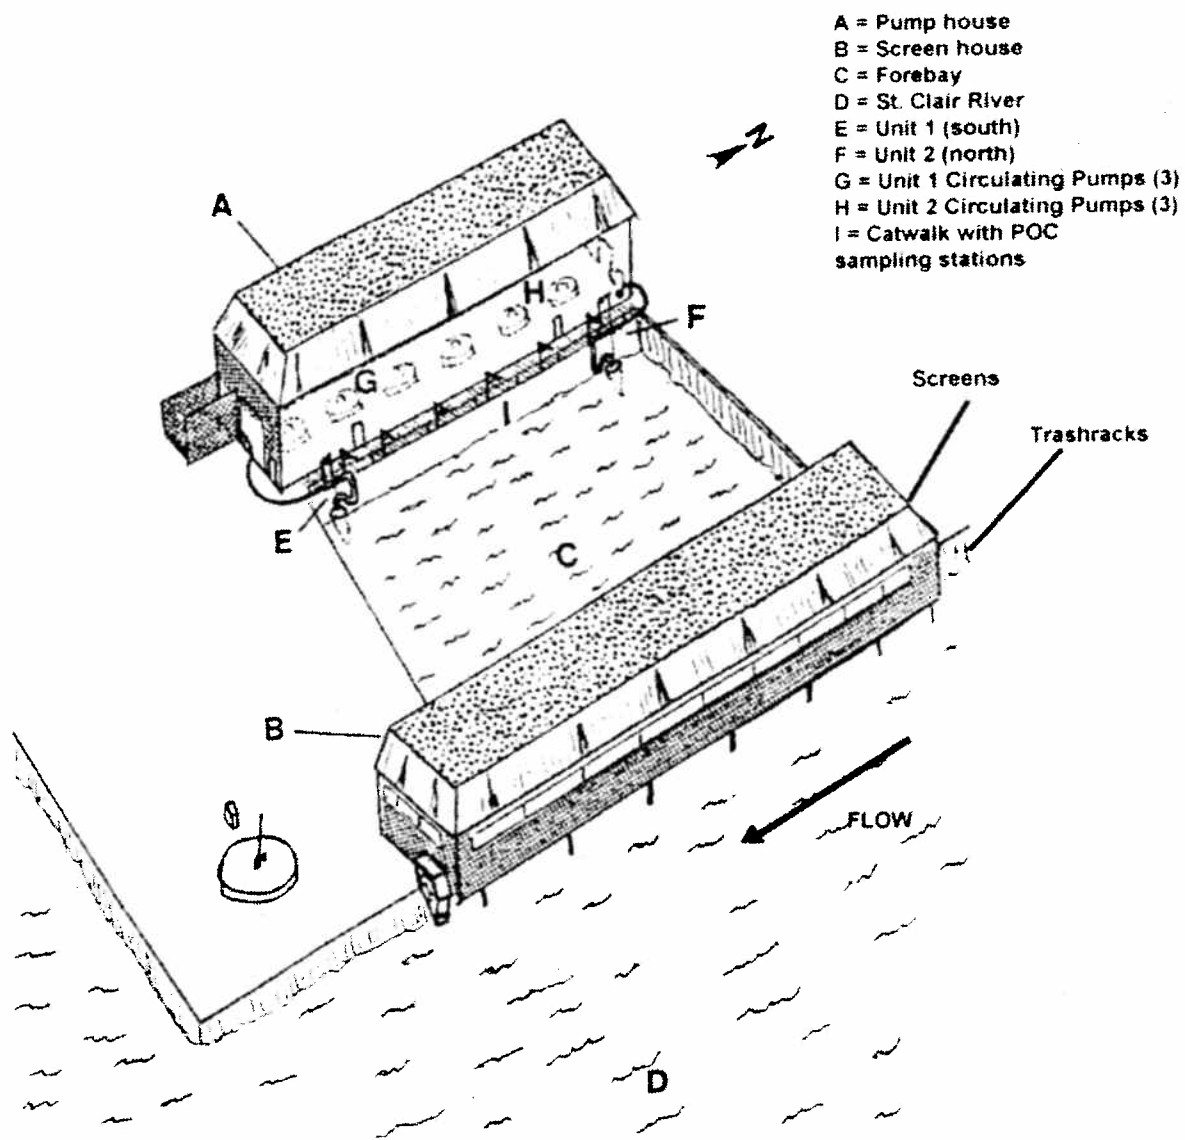 A = Pump house
B = Screen house
C = Forebay
D = St. Clair River
E = Unit 1 (south)
F = Unit 2 (north)
G = Unit 1 Circulating Pumps (3)
H = Unit 2 Circulating Pumps (3)
I = Catwalk with POC
sampling stations
N
A
H
F
G
Screens
I
Trashracks
E
C
B
FLOW
D